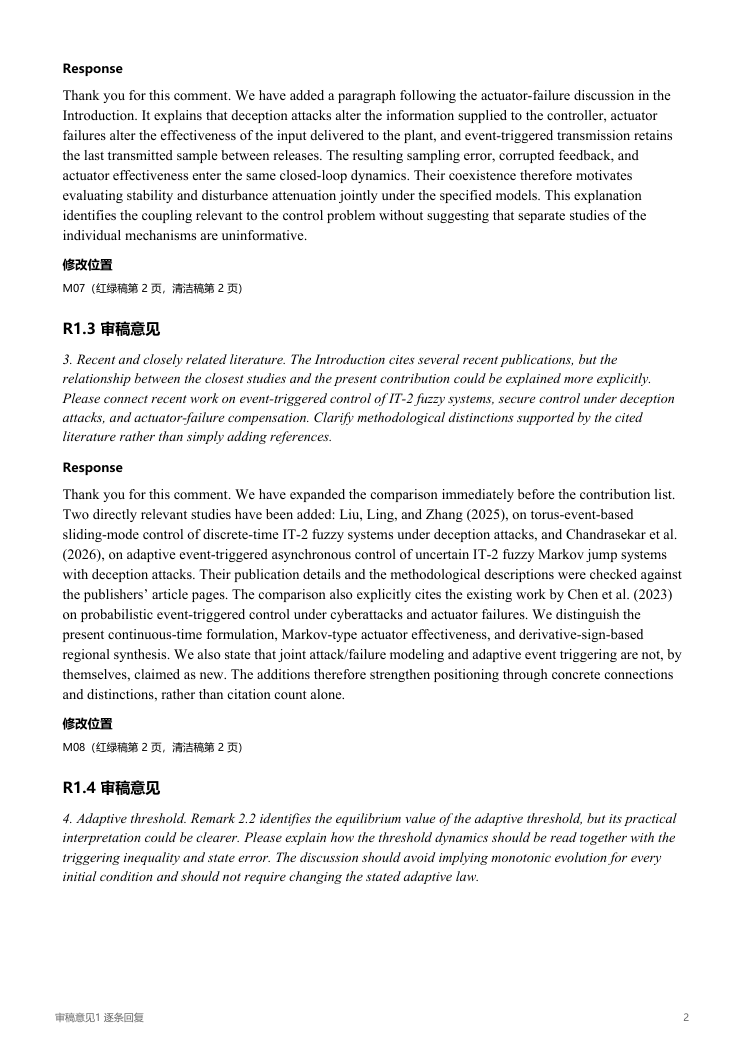 Response
Thank you for this comment. We have added a paragraph following the actuator-failure discussion in the
Introduction. It explains that deception attacks alter the information supplied to the controller, actuator
failures alter the effectiveness of the input delivered to the plant, and event-triggered transmission retains
the last transmitted sample between releases. The resulting sampling error, corrupted feedback, and
actuator effectiveness enter the same closed-loop dynamics. Their coexistence therefore motivates
evaluating stability and disturbance attenuation jointly under the specified models. This explanation
identifies the coupling relevant to the control problem without suggesting that separate studies of the
individual mechanisms are uninformative.
修改位置
M07（红绿稿第 2 页，清洁稿第 2 页）
R1.3 审稿意见
3. Recent and closely related literature. The Introduction cites several recent publications, but the
relationship between the closest studies and the present contribution could be explained more explicitly.
Please connect recent work on event-triggered control of IT-2 fuzzy systems, secure control under deception
attacks, and actuator-failure compensation. Clarify methodological distinctions supported by the cited
literature rather than simply adding references.
Response
Thank you for this comment. We have expanded the comparison immediately before the contribution list.
Two directly relevant studies have been added: Liu, Ling, and Zhang (2025), on torus-event-based
sliding-mode control of discrete-time IT-2 fuzzy systems under deception attacks, and Chandrasekar et al.
(2026), on adaptive event-triggered asynchronous control of uncertain IT-2 fuzzy Markov jump systems
with deception attacks. Their publication details and the methodological descriptions were checked against
the publishers’ article pages. The comparison also explicitly cites the existing work by Chen et al. (2023)
on probabilistic event-triggered control under cyberattacks and actuator failures. We distinguish the
present continuous-time formulation, Markov-type actuator effectiveness, and derivative-sign-based
regional synthesis. We also state that joint attack/failure modeling and adaptive event triggering are not, by
themselves, claimed as new. The additions therefore strengthen positioning through concrete connections
and distinctions, rather than citation count alone.
修改位置
M08（红绿稿第 2 页，清洁稿第 2 页）
R1.4 审稿意见
4. Adaptive threshold. Remark 2.2 identifies the equilibrium value of the adaptive threshold, but its practical
interpretation could be clearer. Please explain how the threshold dynamics should be read together with the
triggering inequality and state error. The discussion should avoid implying monotonic evolution for every
initial condition and should not require changing the stated adaptive law.
审稿意见1 逐条回复
2